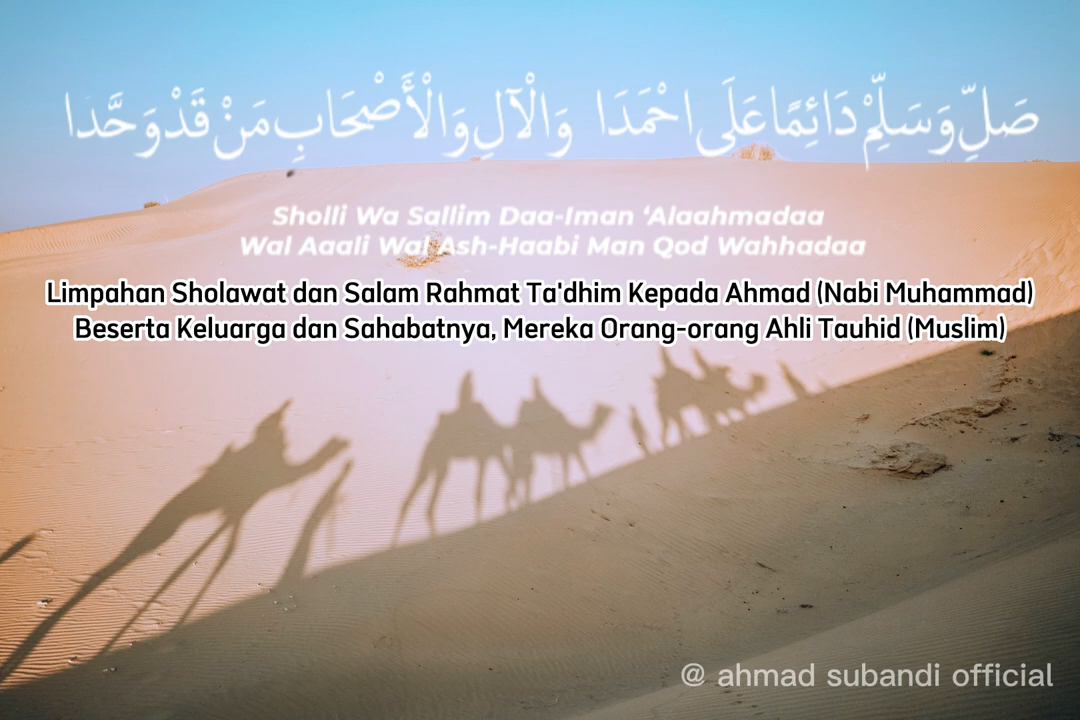 صَلِّ وَسَلِّمْ دَائِمًا عَلَى احْمَدَا وَالْآلِ وَالْأَصْحَابِ مَنْ قَدْ وَحَّدَا
Sholli Wa Sallim Daa-Iman ‘Alaahmadaa
Wal Aaali Wal Ash-Haabi Man Qod Wahhadaa
Limpahan Sholawat dan Salam Rahmat Ta'dhim Kepada Ahmad (Nabi Muhammad)
Beserta Keluarga dan Sahabatnya, Mereka Orang-orang Ahli Tauhid (Muslim)
@ ahmad subandi official